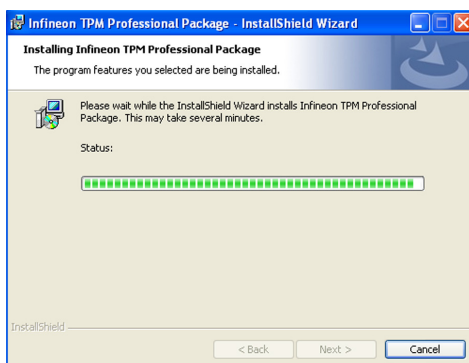 Infineon TPM Professional Package - InstallShield Wizard
Installing Infineon TPM Professional Package
The program features you selected are being installed.
Please wait while the InstallShield Wizard installs Infineon TPM Professional
Package. This may take several minutes.
Status:
InstallShield
< Back
Next >
Cancel